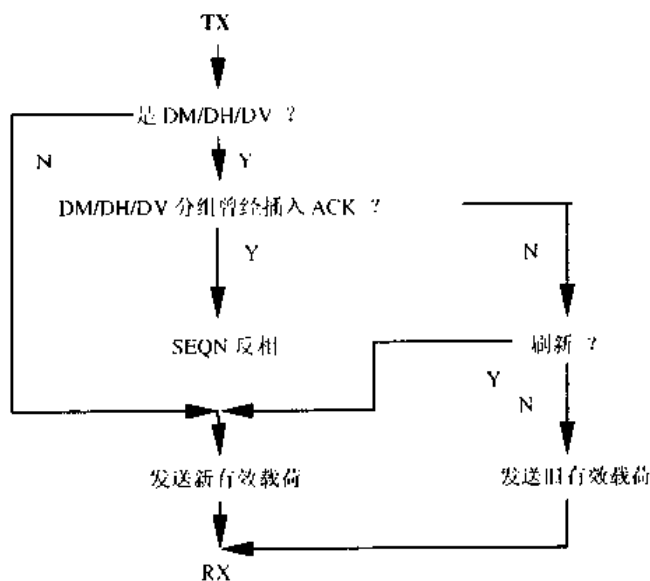 TX
是 DM/DH/DV ?
N
Y
DM/DH/DV 分组曾经插入 ACK ?
Y
N
SEQN 反相
刷新 ?
Y
N
发送新有效载荷
发送旧有效载荷
RX